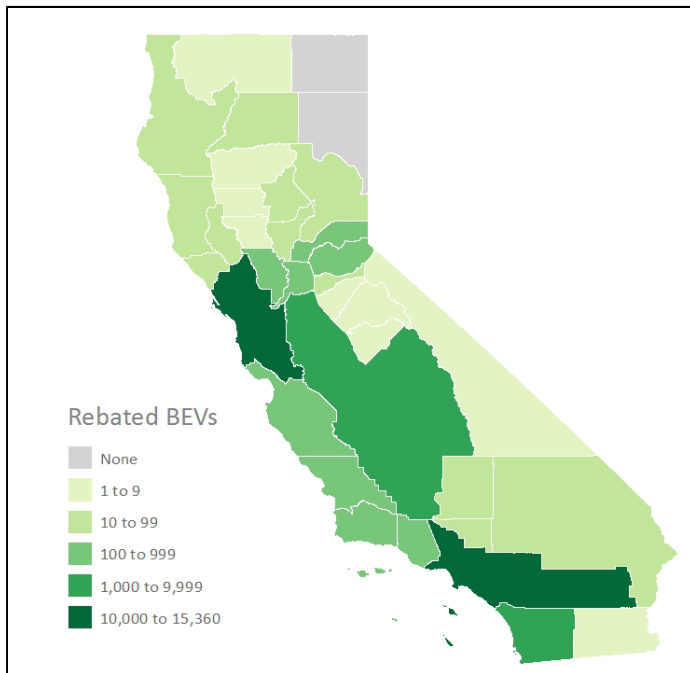 Rebated BEVs
None
1 to 9
10 to 99
100 to 999
1,000 to 9,999
10,000 to 15,360